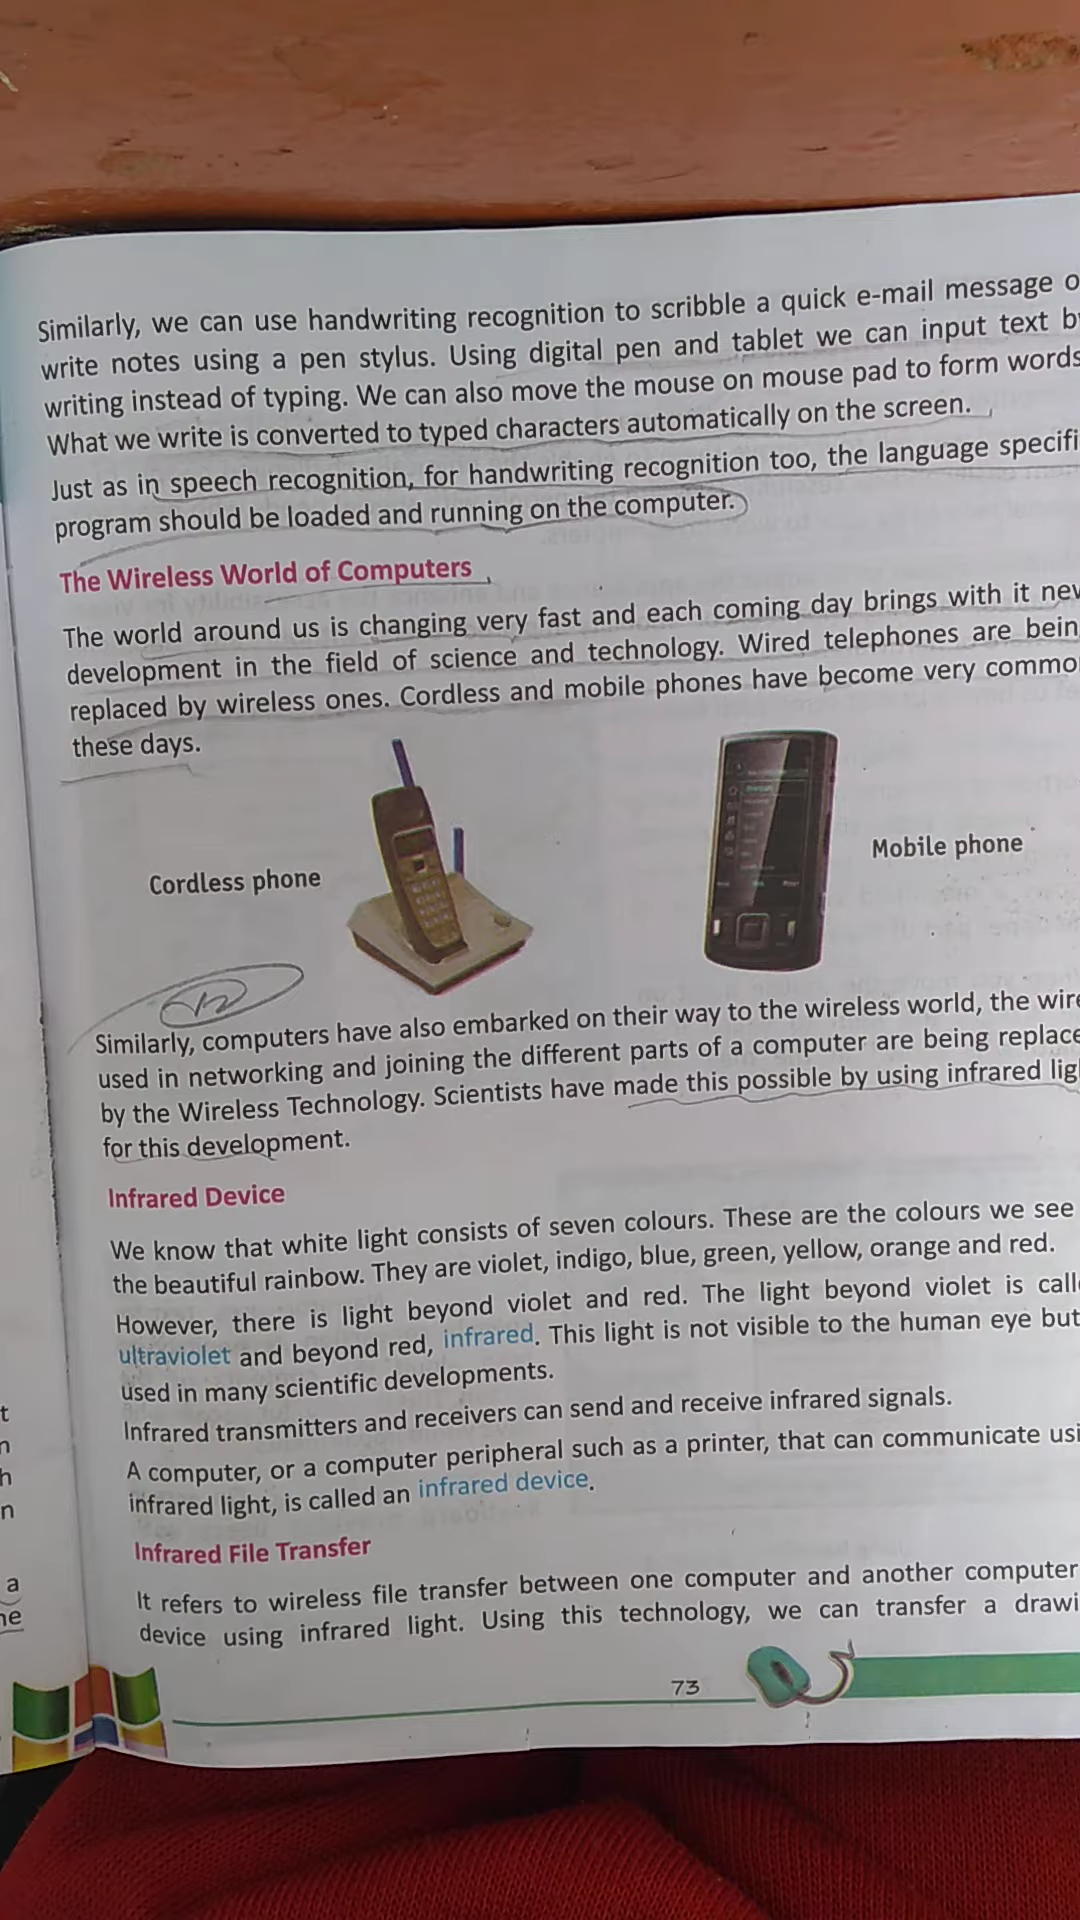 Similarly, we can use handwriting recognition to scribble a quick e-mail message
write notes using a pen stylus. Using digital pen and tablet we can input text
writing instead of typing. We can also move the mouse on mouse pad to form words
What we write is converted to typed characters automatically on the screen.
Just as in speech recognition, for handwriting recognition too, the language
program should be loaded and running on the computer.
The Wireless World of Computers
The world around us is changing very fast and each coming day brings with it
development in the field of science and technology. Wired telephones are
replaced by wireless ones. Cordless and mobile phones have become very
these days.
Cordless phone
Mobile phone
Similarly, computers have also embarked on their way to the wireless world, the
used in networking and joining the different parts of a computer are being
by the Wireless Technology. Scientists have made this possible by using infrared
for this development.
Infrared Device
We know that white light consists of seven colours. These are the colours we see
the beautiful rainbow. They are violet, indigo, blue, green, yellow, orange and red.
However, there is light beyond violet and red. The light beyond violet is
ultraviolet and beyond red, infrared. This light is not visible to the human eye but
used in many scientific developments.
Infrared transmitters and receivers can send and receive infrared signals.
A computer, or a computer peripheral such as a printer, that can communicate
infrared light, is called an infrared device.
Infrared File Transfer
It refers to wireless file transfer between one computer and another computer
device using infrared light. Using this technology, we can transfer a
73